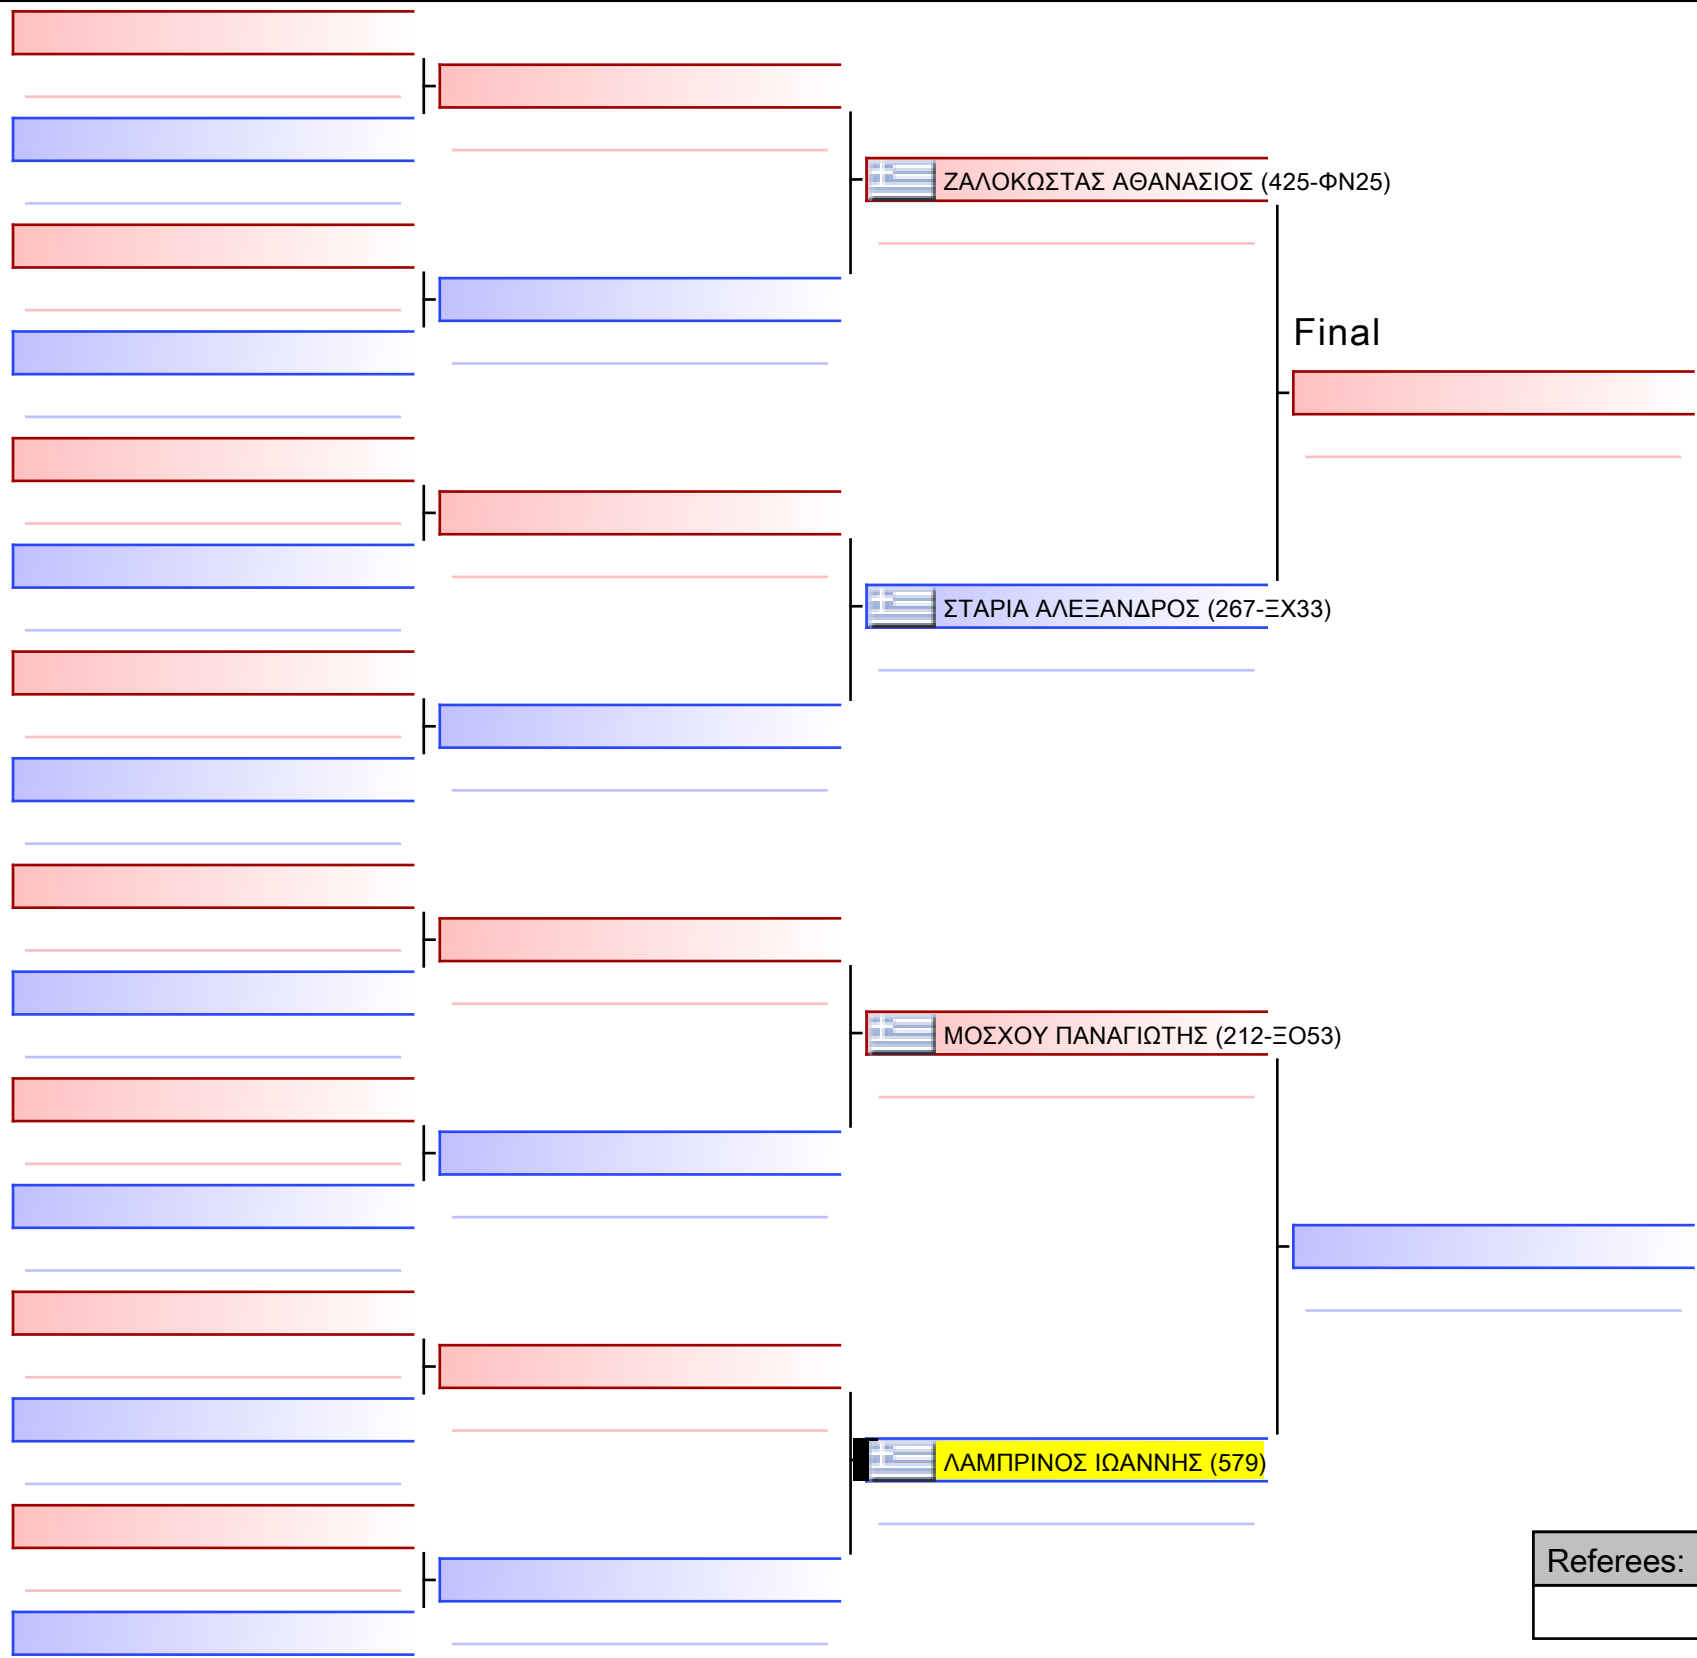 ΖΑΛΟΚΩΣΤΑΣ ΑΘΑΝΑΣΙΟΣ (425-ΦΝ25)
Final
ΣΤΑΡΙΑ ΑΛΕΞΑΝΔΡΟΣ (267-ΞΧ33)
ΜΟΣΧΟΥ ΠΑΝΑΓΙΩΤΗΣ (212-ΞΟ53)
ΛΑΜΠΡΙΝΟΣ ΙΩΑΝΝΗΣ (579)
Referees: